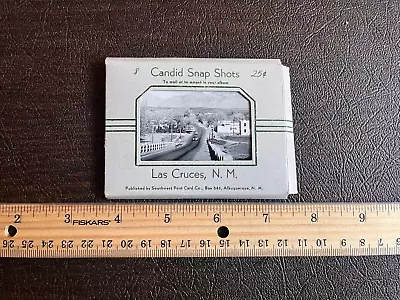 8 Candid Snap Shots 25¢
To mail or to mount in your album
Las Cruces, N. M.
Published by Southwest Post Card Co., Box 685, Albuquerque, N. M.
2 3 4 5 6 7 8 9
FISKARS
26 25 24 23 22 21 20 19 18 17 16 15 14 13 12 11 10 9 8 7